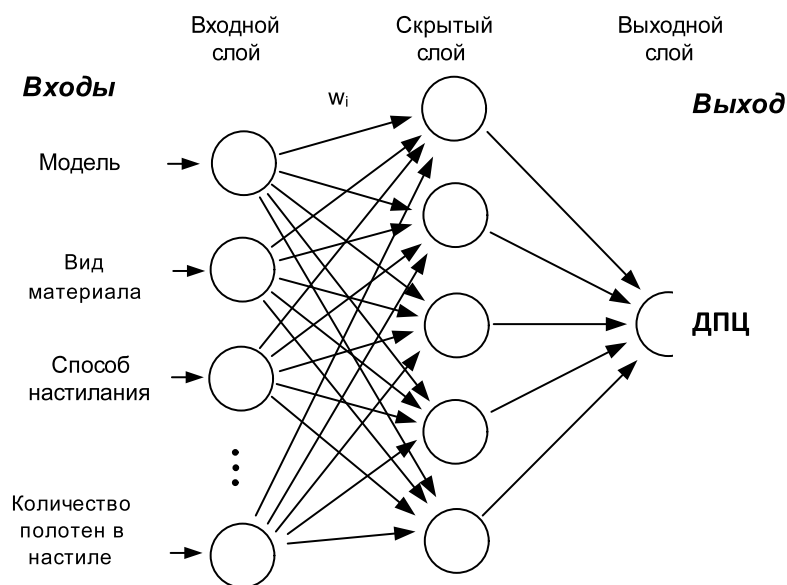 Входной
слой
Скрытый
слой
Выходной
слой
Входы
wᵢ
Выход
Модель
Вид
материала
ДПЦ
Способ
настилания
Количество
полотен в
настиле